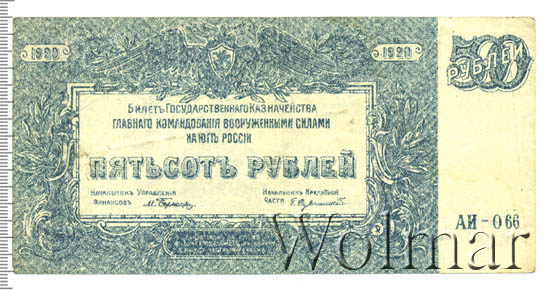 1920
1920
500
РУБЛЕЙ
БИЛЕТЪ ГОСУДАРСТВЕННАГО КАЗНАЧЕЙСТВА
ГЛАВНАГО КОМАНДОВАНІЯ ВООРУЖЕННЫМИ СИЛАМИ
НА ЮГѢ РОССІИ
ПЯТЬСОТЪ РУБЛЕЙ
НАЧАЛЬНИКЪ УПРАВЛЕНІЯ
ФИНАНСОВЪ
НАЧАЛЬНИКЪ КРЕДИТНОЙ
ЧАСТИ
АИ - 066
Wolmar